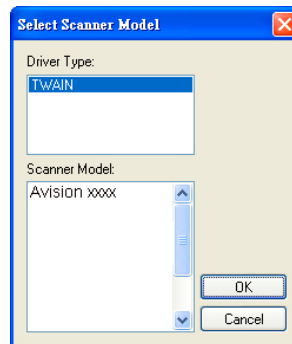 Select Scanner Model
Driver Type:
TWAIN
Scanner Model:
Avision xxxx
OK
Cancel